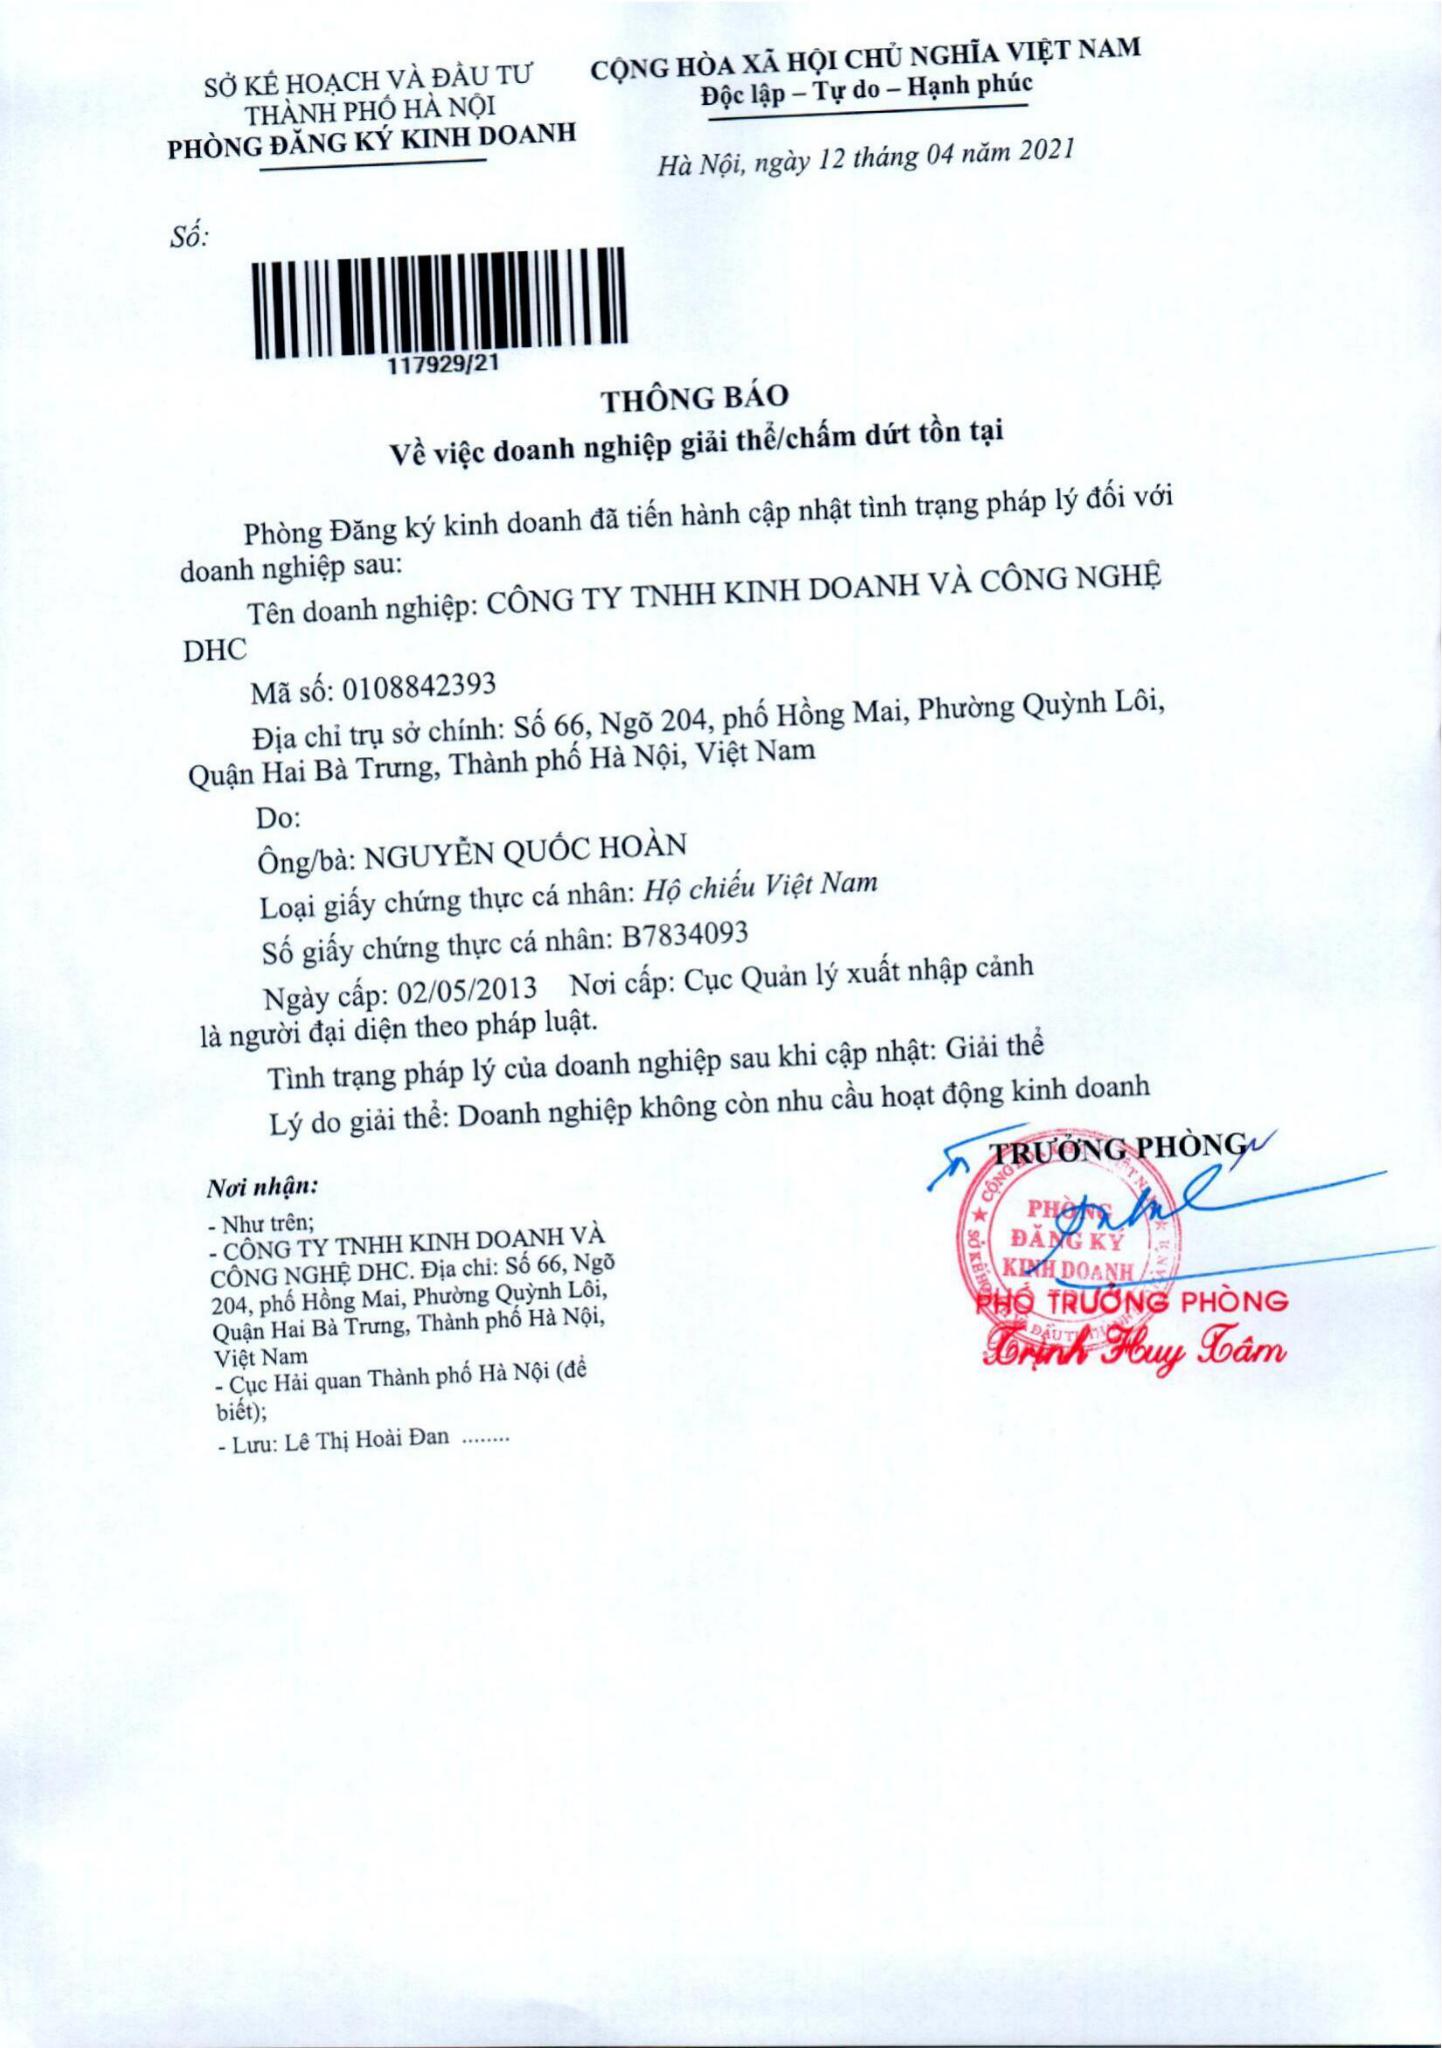 SỞ KẾ HOẠCH VÀ ĐẦU TƯ
THÀNH PHỐ HÀ NỘI
PHÒNG ĐĂNG KÝ KINH DOANH
CỘNG HÒA XÃ HỘI CHỦ NGHĨA VIỆT NAM
Độc lập – Tự do – Hạnh phúc
Hà Nội, ngày 12 tháng 04 năm 2021
Số:
117929/21
THÔNG BÁO
Về việc doanh nghiệp giải thể/chấm dứt tồn tại
Phòng Đăng ký kinh doanh đã tiến hành cập nhật tình trạng pháp lý đối với
doanh nghiệp sau:
Tên doanh nghiệp: CÔNG TY TNHH KINH DOANH VÀ CÔNG NGHỆ
DHC
Mã số: 0108842393
Địa chỉ trụ sở chính: Số 66, Ngõ 204, phố Hồng Mai, Phường Quỳnh Lôi,
Quận Hai Bà Trưng, Thành phố Hà Nội, Việt Nam
Do:
Ông/bà: NGUYỄN QUỐC HOÀN
Loại giấy chứng thực cá nhân: Hộ chiếu Việt Nam
Số giấy chứng thực cá nhân: B7834093
Ngày cấp: 02/05/2013 Nơi cấp: Cục Quản lý xuất nhập cảnh
là người đại diện theo pháp luật.
Tình trạng pháp lý của doanh nghiệp sau khi cập nhật: Giải thể
Lý do giải thể: Doanh nghiệp không còn nhu cầu hoạt động kinh doanh
Nơi nhận:
- Như trên;
- CÔNG TY TNHH KINH DOANH VÀ
CÔNG NGHỆ DHC. Địa chỉ: Số 66, Ngõ
204, phố Hồng Mai, Phường Quỳnh Lôi,
Quận Hai Bà Trưng, Thành phố Hà Nội,
Việt Nam
- Cục Hải quan Thành phố Hà Nội (để
biết);
- Lưu: Lê Thị Hoài Đan ........
TRƯỞNG PHÒNG
PHÒNG
ĐĂNG KÝ
KINH DOANH
PHÓ TRƯỞNG PHÒNG
Trịnh Huy Tâm